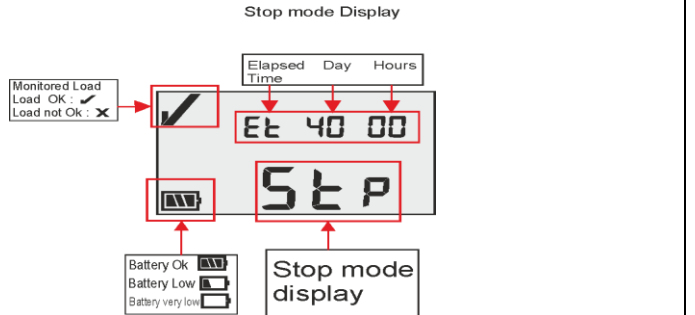 Stop mode Display
Elapsed Day Hours
Time
Monitored Load
Load OK : ✔
Load not Ok : ✘
Et 40 00
Stp
Battery Ok
Battery Low
Battery very low
Stop mode
display